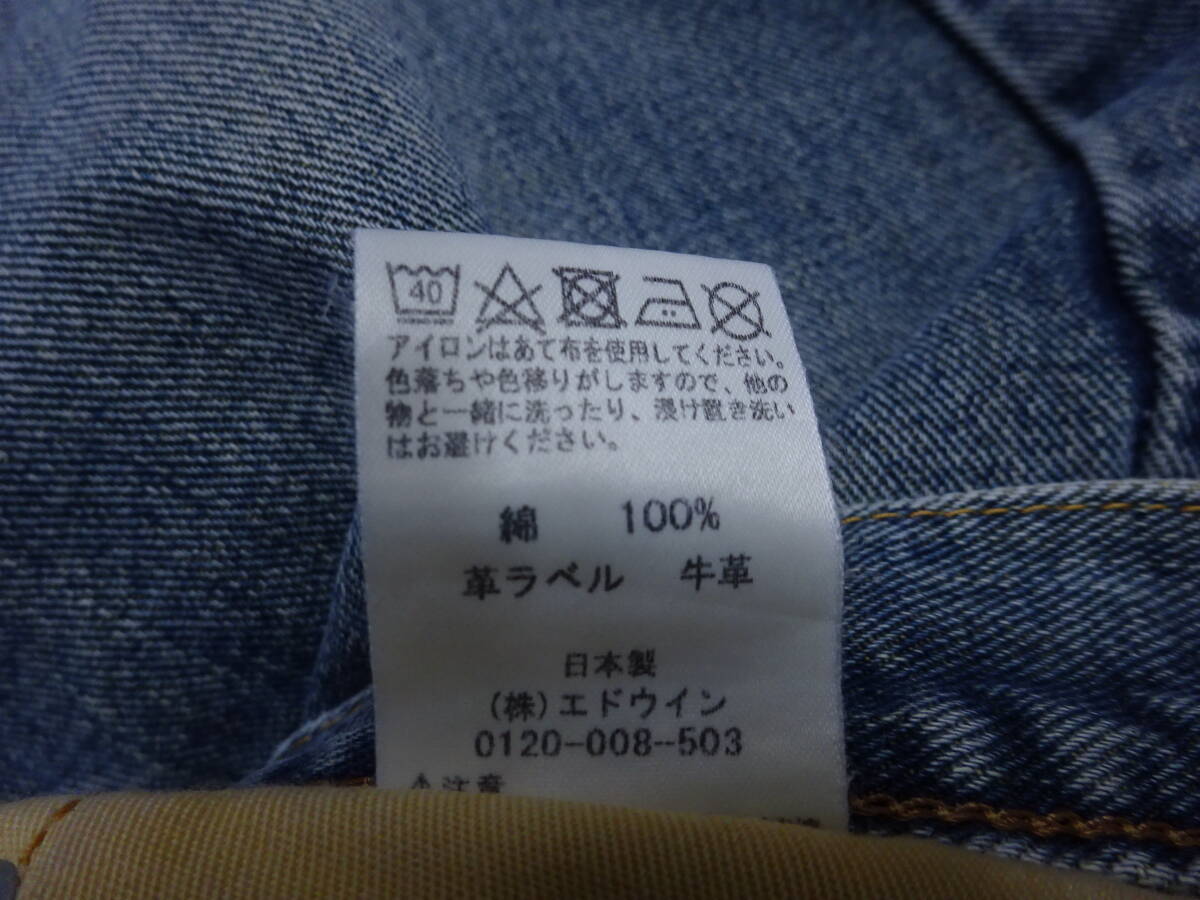 40
アイロンはあて布を使用してください。
色落ちや色移りがしますので、他の
物と一緒に洗ったり、浸け置き洗い
はお避けください。
綿 100%
革ラベル 牛革
日本製
(株)エドウイン
0120-008-503
⚠注意